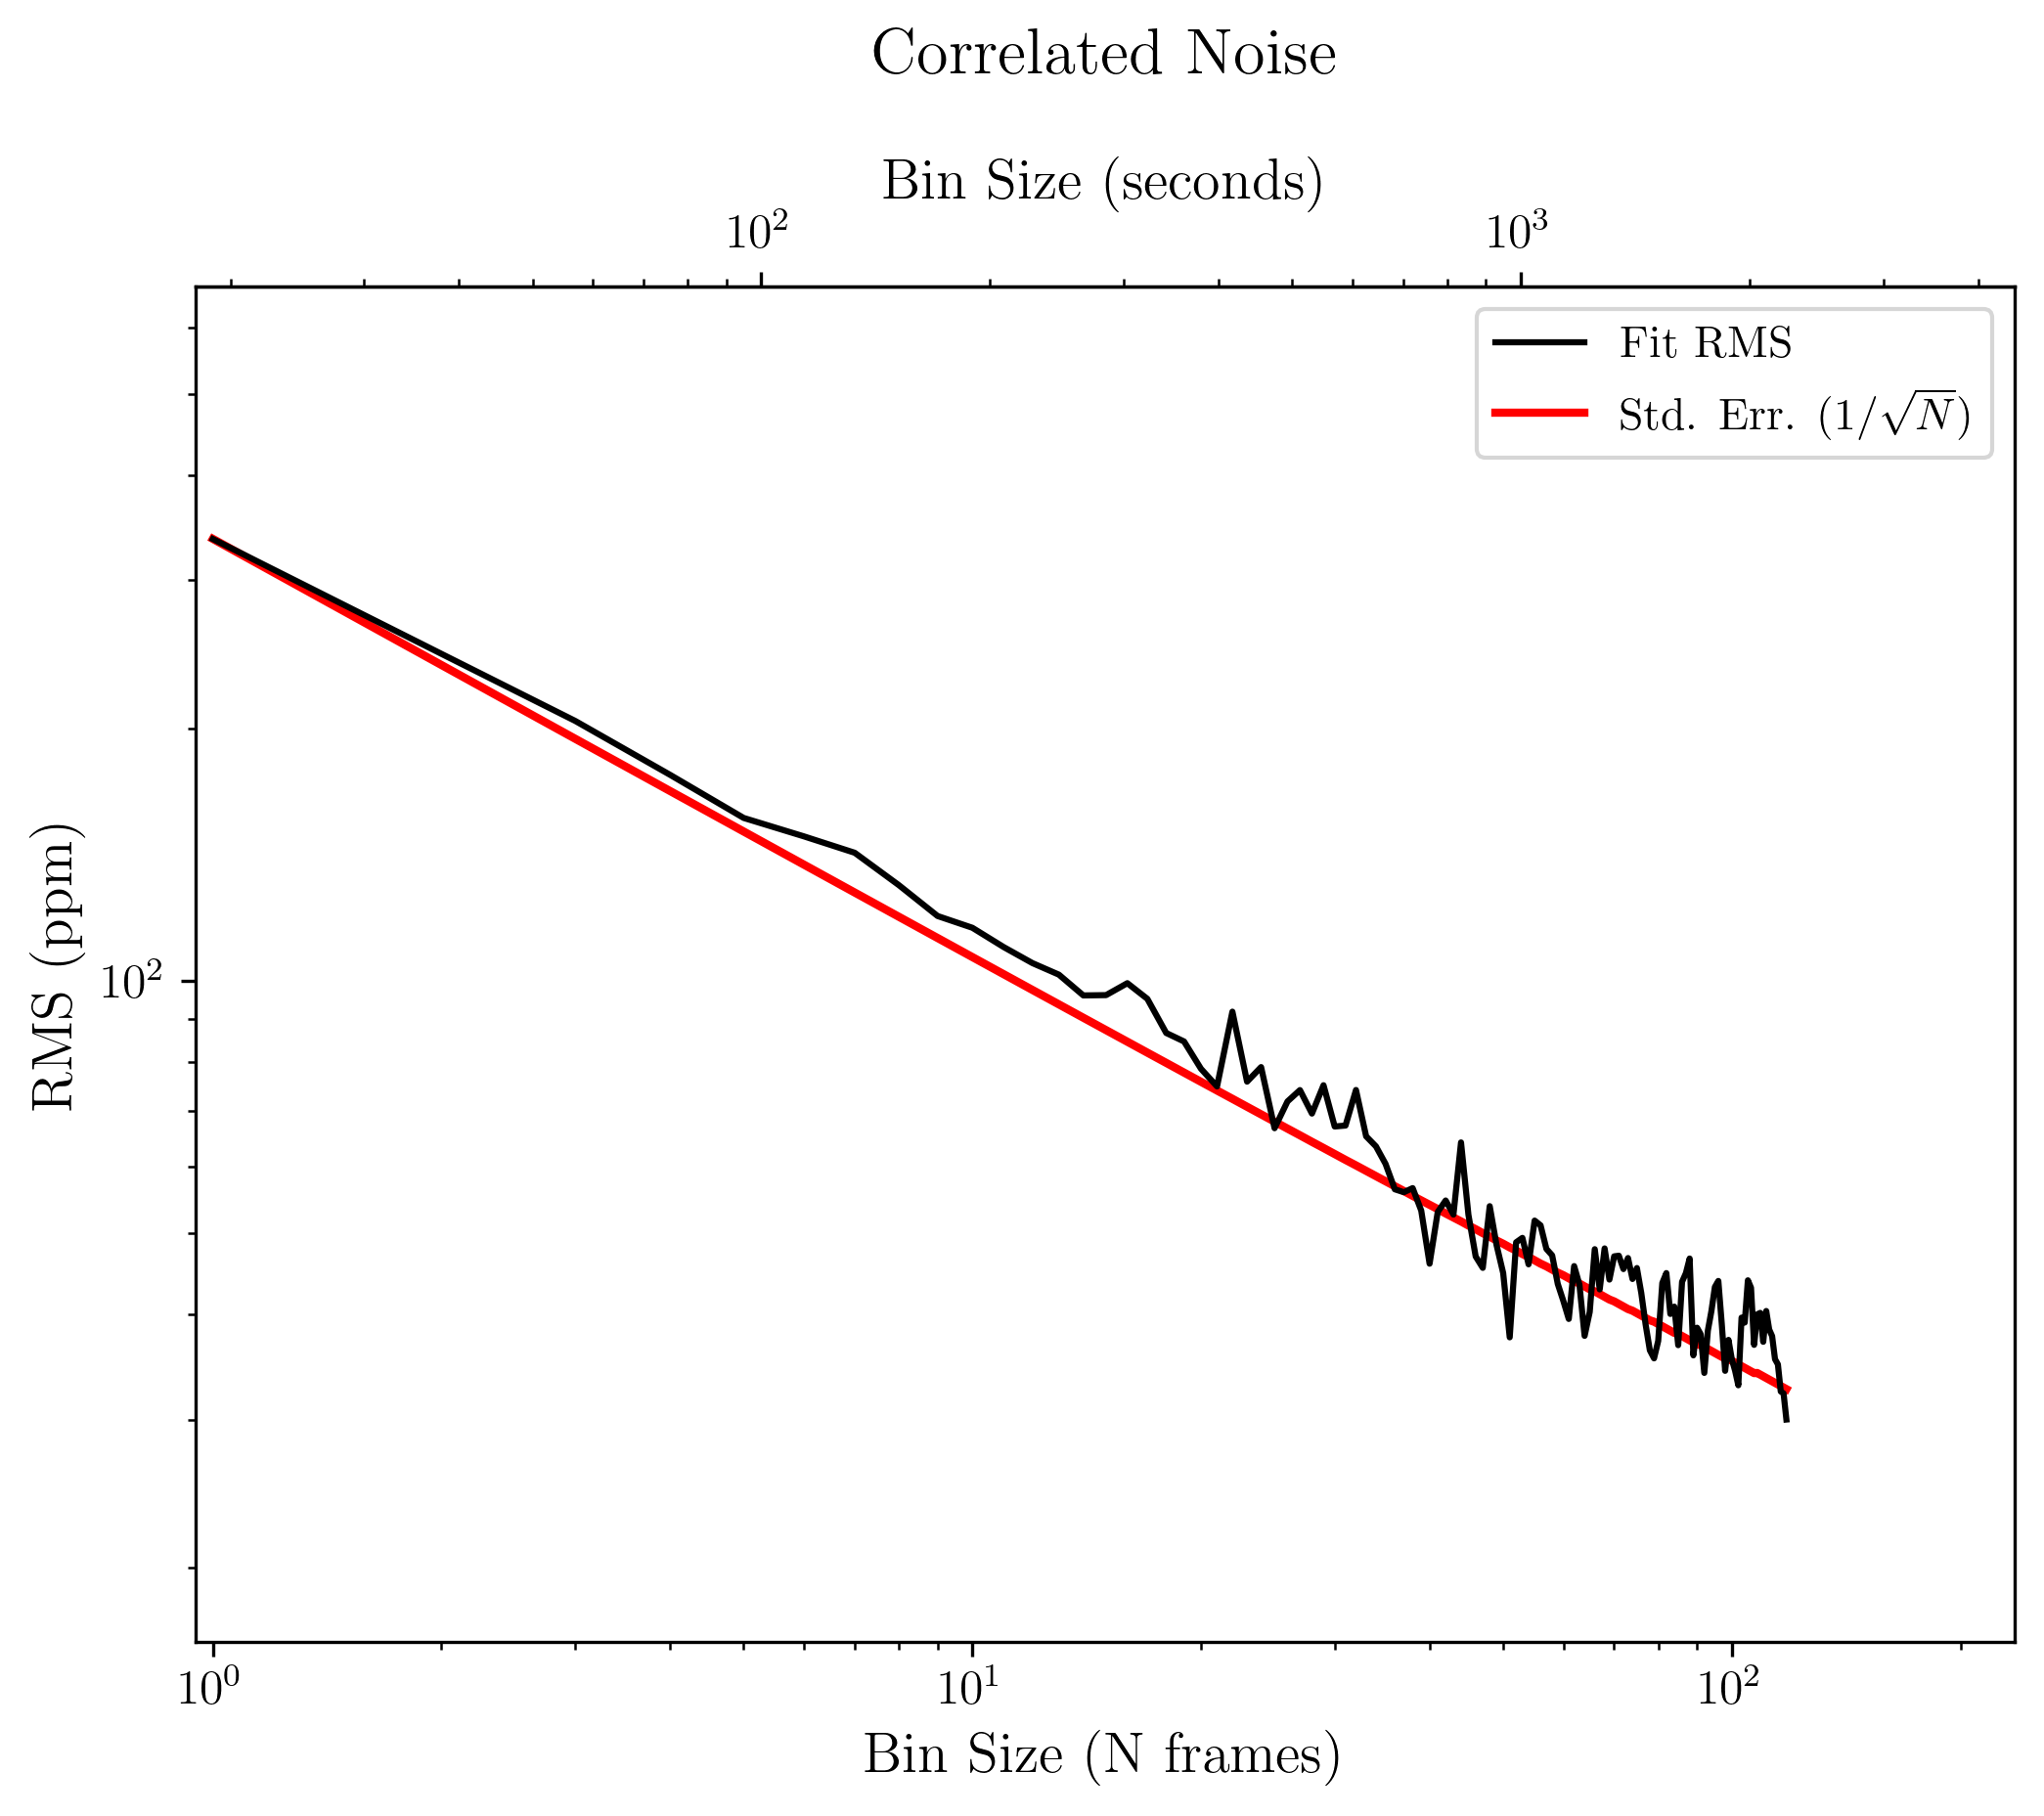 Correlated Noise
Bin Size (seconds)
10² 10³
Fit RMS
Std. Err. (1/√N)
RMS (ppm)
10²
10⁰ 10¹ 10²
Bin Size (N frames)